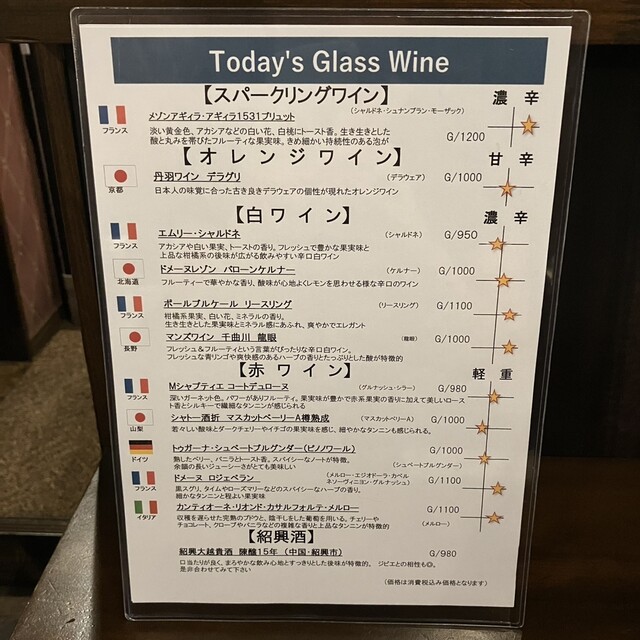 Today's Glass Wine
【スパークリングワイン】 濃 辛
メゾンアギィラ・アギィラ1531ブリュット (シャルドネ・シュナンブラン・モーザック)
フランス
淡い黄金色、アカシアなどの白い花、白桃にトースト香。生き生きとした
酸と丸みを帯びたフルーティな果実味。きめ細かい持続性のある泡が G/1200
【オレンジワイン】 甘 辛
丹羽ワイン デラグリ (デラウェア) G/1000
京都
日本人の味覚に合った古き良きデラウェアの個性が現れたオレンジワイン
【白ワイン】 濃 辛
エムリー・シャルドネ (シャルドネ) G/950
フランス
アカシアや白い果実、トーストの香り。フレッシュで豊かな果実味と
上品な柑橘系の後味が広がる飲みやすい辛口白ワイン
ドメーヌレゾン バローンケルナー (ケルナー) G/1000
北海道
フルーティーで華やかな香り、酸味が心地よくレモンを思わせる様な辛口のワイン
ポールブルケール リースリング (リースリング) G/1100
フランス
柑橘系果実、白い花、ミネラルの香り。
生き生きとした果実味とミネラル感にあふれ、爽やかでエレガント
マンズワイン 千曲川 龍眼 (龍眼) G/1000
長野
フレッシュ&フルーティという言葉がぴったりな辛口白ワイン。
フレッシュな青リンゴや爽快感のあるハーブの香りとたっぷりとした酸が特徴的
【赤ワイン】 軽 重
Mシャプティエ コートデュローヌ (グルナッシュ・シラー) G/980
フランス
深いガーネット色。パワーがありフルーティ。果実味が豊かで赤系果実の香りに加えて美しいロース
ト香とシルキーで繊細なタンニンが感じられる
シャトー酒折 マスカットベーリーA樽熟成 (マスカットベーリーA) G/1000
山梨
若々しい酸味とダークチェリーやイチゴの果実味を感じ、細やかなタンニンも感じられる。
トゥガーナ・シュペートブルグンダー(ピノノワール) G/1000
ドイツ
熟したベリー、バニラとトースト香。スパイシーなノートが特徴。
余韻の長いジューシーさがとても美味しい (シュペートブルグンダー)
ドメーヌ ロジェペラン (メルロー・エジオドーラ・カベル
ネソーヴィニヨン・グルナッシュ) G/1100
フランス
黒スグリ、タイムやローズマリーなどのスパイシーなハーブの香り。
細かなタンニンと程よい果実味
カンティオーネ・リオンド・カサルフォルテ・メルロー G/1100
イタリア
収穫を遅らせた完熟のブドウと、陰干しをした葡萄を用いる。チェリーや
チョコレート、クローブやバニラなどの複雑な香りと上品なタンニンが特徴的 (メルロー)
【紹興酒】
紹興大越貴酒 陳醸15年 (中国・紹興市) G/980
口当たりが良く、まろやかな飲み心地とすっきりとした後味が特徴的。 ジビエとの相性も◎。
是非合わせてみて下さい
(価格は消費税込み価格となります)